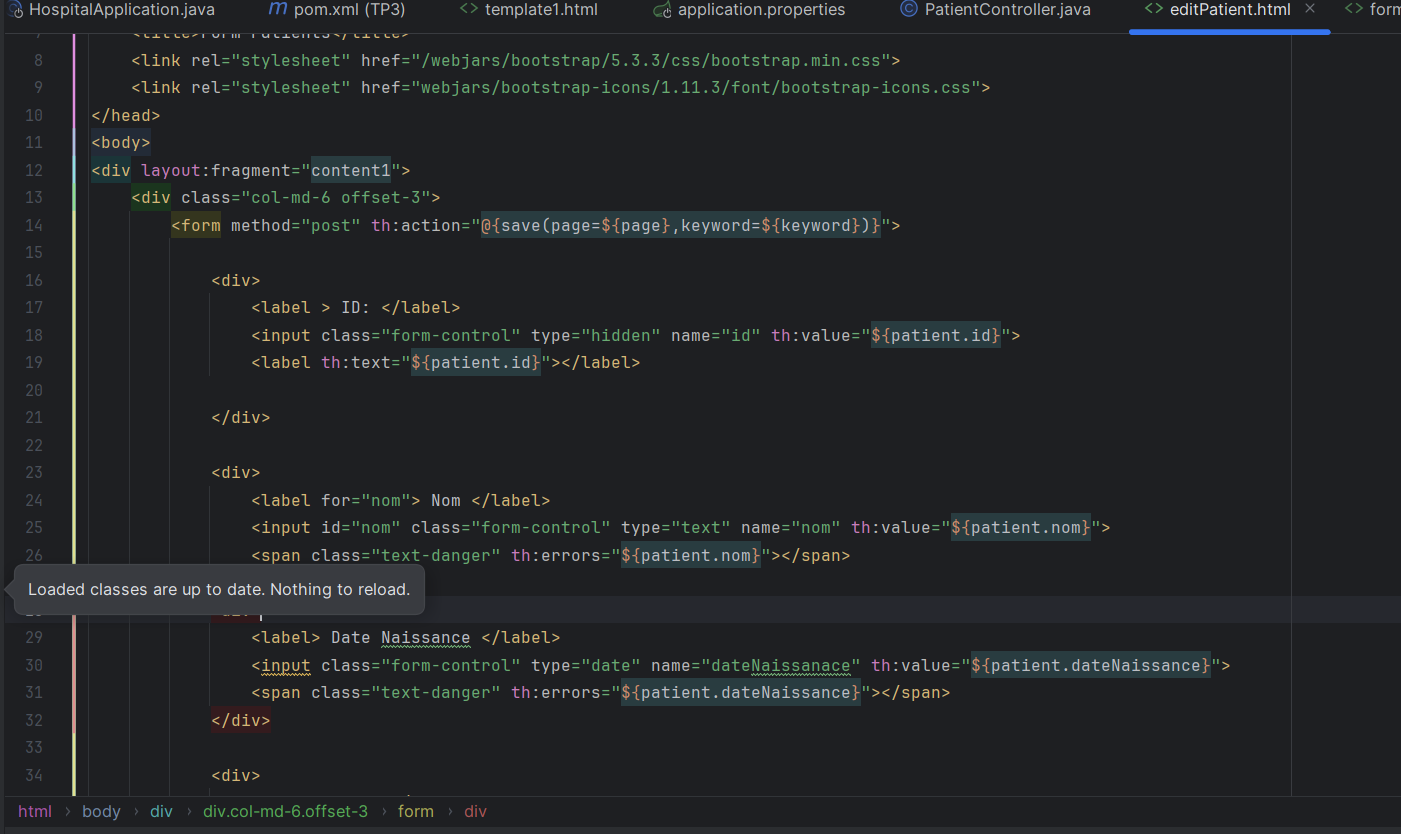 HospitalApplication.java pom.xml (TP3) template1.html application.properties PatientController.java editPatient.html form
7 <title>Form Patients</title>
8 <link rel="stylesheet" href="/webjars/bootstrap/5.3.3/css/bootstrap.min.css">
9 <link rel="stylesheet" href="webjars/bootstrap-icons/1.11.3/font/bootstrap-icons.css">
10 </head>
11 <body>
12 <div layout:fragment="content1">
13 <div class="col-md-6 offset-3">
14 <form method="post" th:action="@{save(page=${page},keyword=${keyword})}">
15
16 <div>
17 <label > ID: </label>
18 <input class="form-control" type="hidden" name="id" th:value="${patient.id}">
19 <label th:text="${patient.id}"></label>
20
21 </div>
22
23 <div>
24 <label for="nom"> Nom </label>
25 <input id="nom" class="form-control" type="text" name="nom" th:value="${patient.nom}">
26 <span class="text-danger" th:errors="${patient.nom}"></span>
Loaded classes are up to date. Nothing to reload.
29 <label> Date Naissance </label>
30 <input class="form-control" type="date" name="dateNaissanace" th:value="${patient.dateNaissance}">
31 <span class="text-danger" th:errors="${patient.dateNaissance}"></span>
32 </div>
33
34 <div>
html body div div.col-md-6.offset-3 form div